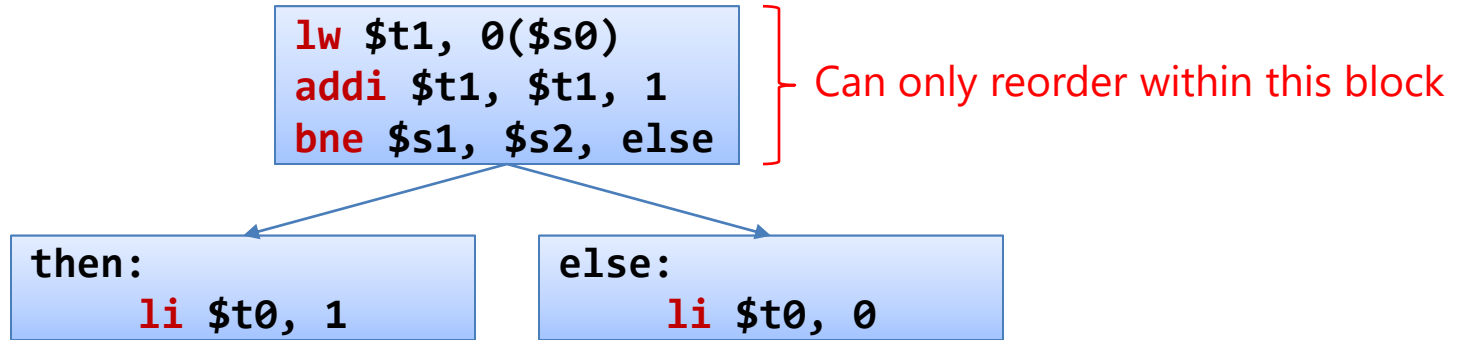 lw $t1, 0($s0)
addi $t1, $t1, 1
bne $s1, $s2, else
Can only reorder within this block
then:
li $t0, 1
else:
li $t0, 0